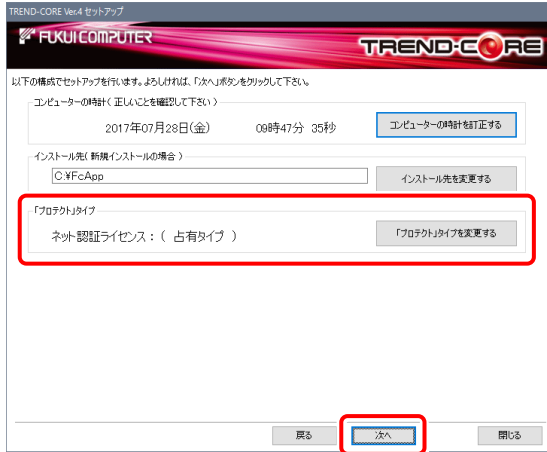 TREND-CORE Ver.4 セットアップ
FUKUI COMPUTER
TREND-CORE
以下の構成でセットアップを行います。よろしければ、「次へ」ボタンをクリックして下さい。
コンピューターの時計( 正しいことを確認して下さい )
2017年07月28日(金) 09時47分 35秒 コンピューターの時計を訂正する
インストール先( 新規インストールの場合 )
C:¥FcApp インストール先を変更する
「プロテクト」タイプ
ネット認証ライセンス : ( 占有タイプ ) 「プロテクト」タイプを変更する
戻る 次へ 閉じる